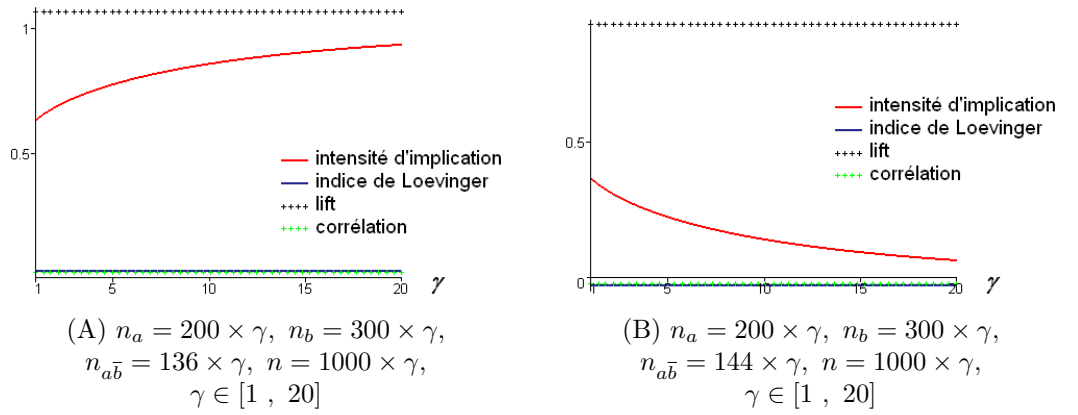 1
0.5
intensité d'implication
indice de Loevinger
++++ lift
++++ corrélation
1 5 10 15 20 γ
(A) n_a = 200 × γ, n_b = 300 × γ,
n_{ab̄} = 136 × γ, n = 1000 × γ,
γ ∈ [1 , 20]
0.5
intensité d'implication
indice de Loevinger
++++ lift
++++ corrélation
0
1 5 10 15 20 γ
(B) n_a = 200 × γ, n_b = 300 × γ,
n_{ab̄} = 144 × γ, n = 1000 × γ,
γ ∈ [1 , 20]